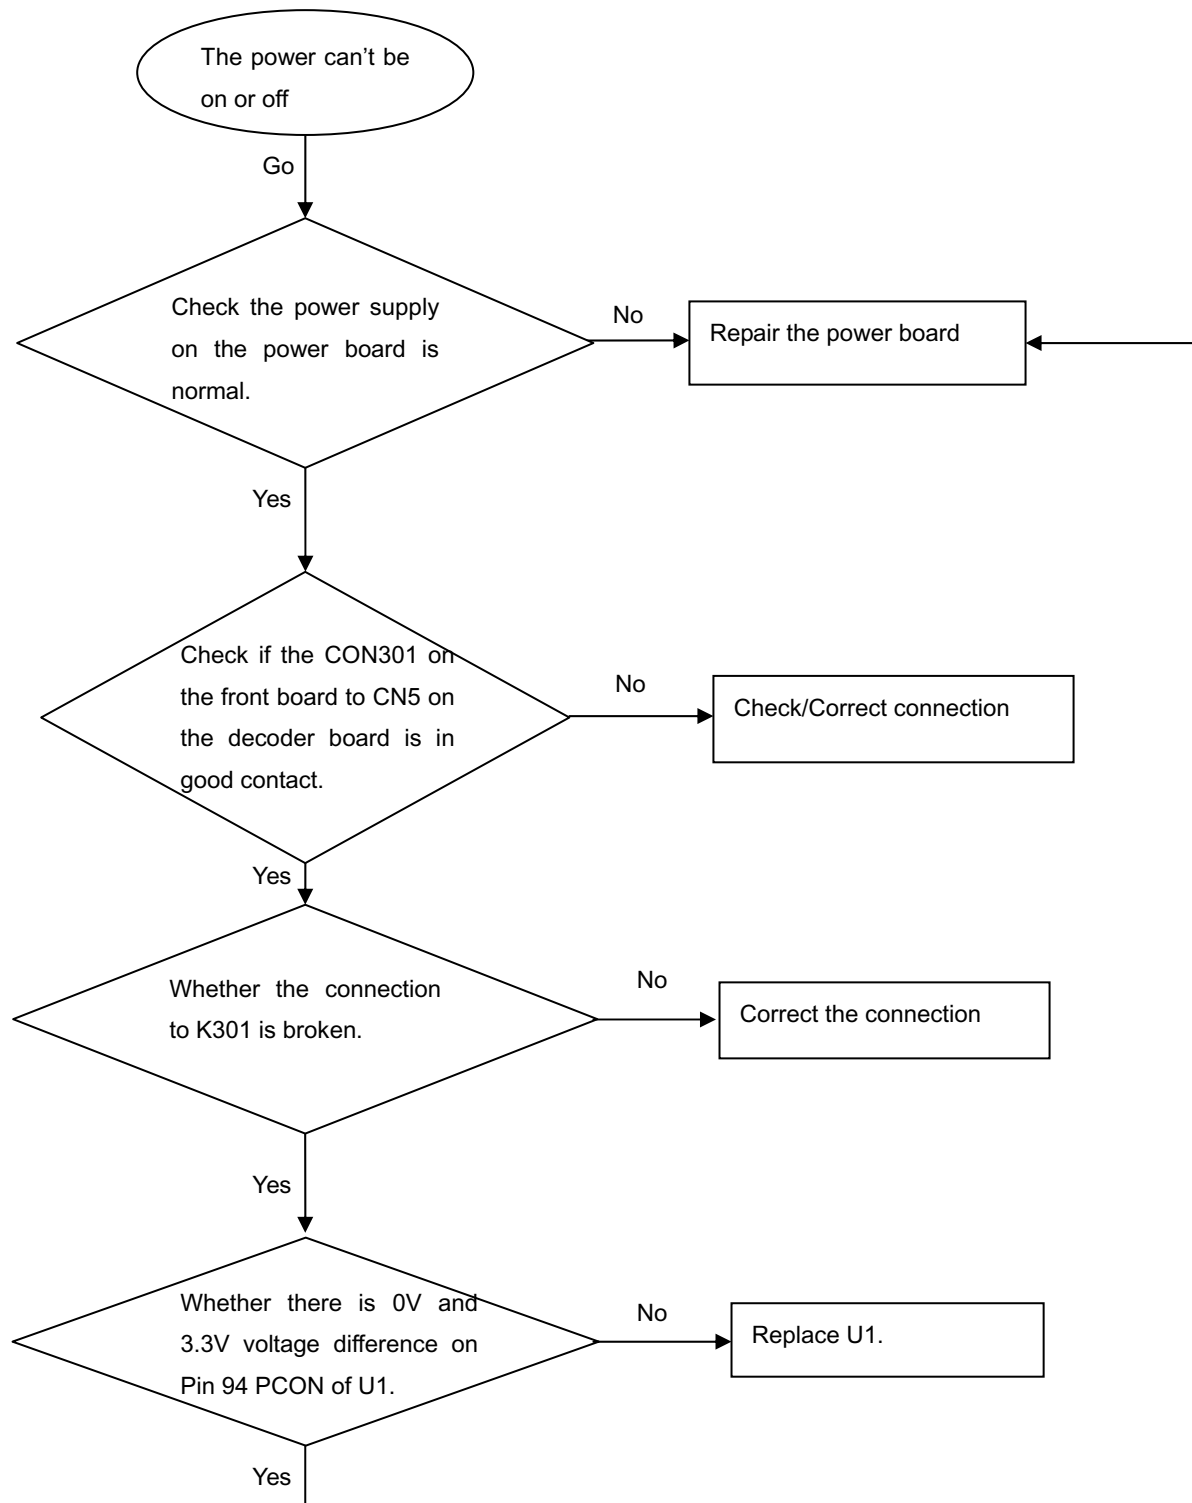 The power can’t be
on or off
Go
Check the power supply
on the power board is
normal.
No
Repair the power board
Yes
Check if the CON301 on
the front board to CN5 on
the decoder board is in
good contact.
No
Check/Correct connection
Yes
Whether the connection
to K301 is broken.
No
Correct the connection
Yes
Whether there is 0V and
3.3V voltage difference on
Pin 94 PCON of U1.
No
Replace U1.
Yes